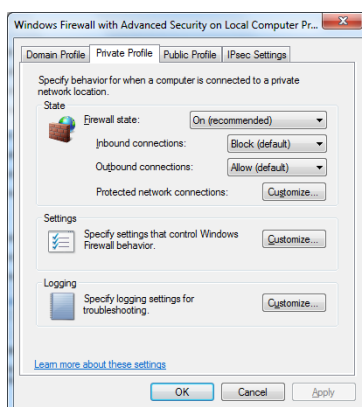 Windows Firewall with Advanced Security on Local Computer Pr...
Domain Profile Private Profile Public Profile IPsec Settings
Specify behavior for when a computer is connected to a private
network location.
State
Firewall state: On (recommended)
Inbound connections: Block (default)
Outbound connections: Allow (default)
Protected network connections: Customize...
Settings
Specify settings that control Windows
Firewall behavior.
Customize...
Logging
Specify logging settings for
troubleshooting.
Customize...
Learn more about these settings
OK Cancel Apply